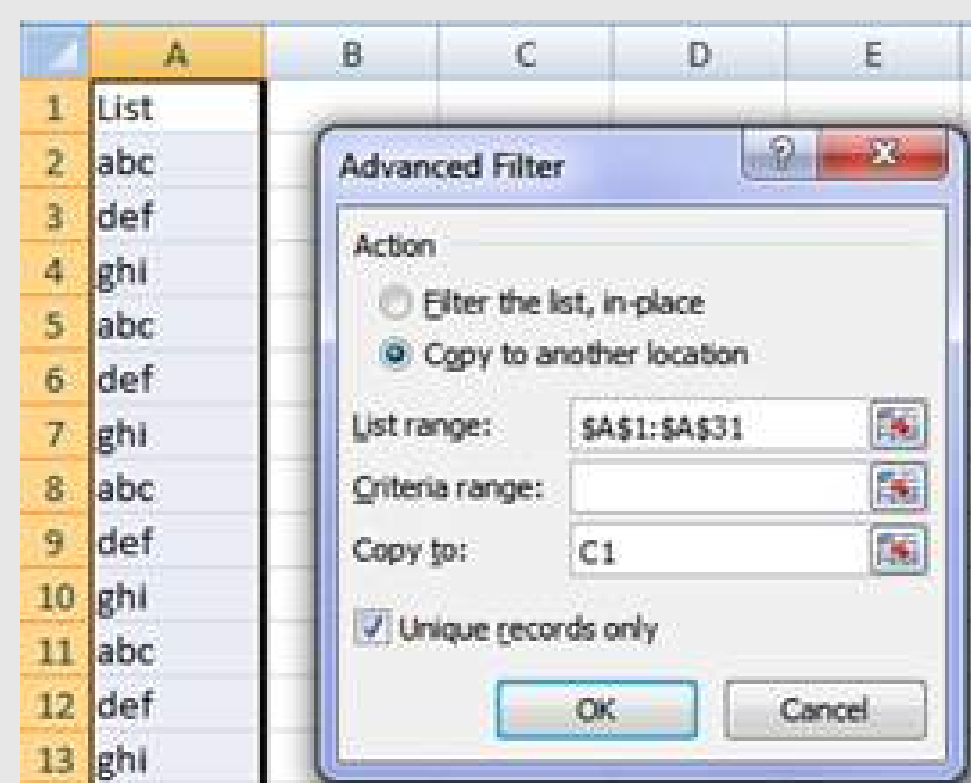 A B C D E
1 List
2 abc
3 def
4 ghi
5 abc
6 def
7 ghi
8 abc
9 def
10 ghi
11 abc
12 def
13 ghi
Advanced Filter ?
Action
Filter the list, in-place
Copy to another location
List range: $A$1:$A$31
Criteria range:
Copy to: C1
Unique records only
OK Cancel